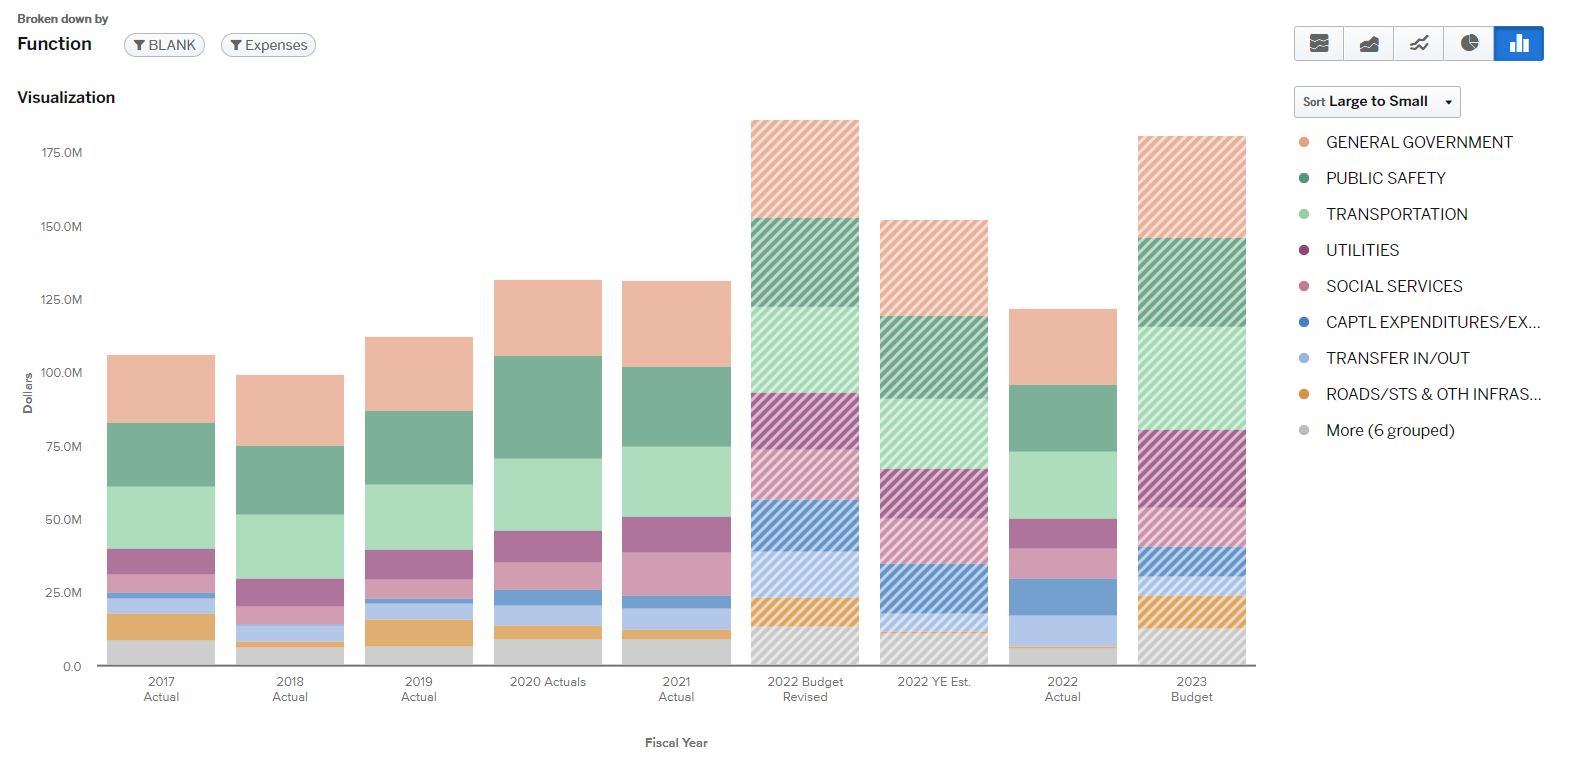 Broken down by
Function
BLANK
Expenses
Visualization
Sort Large to Small
175.0M
150.0M
125.0M
100.0M
75.0M
50.0M
25.0M
0.0
Dollars
2017
Actual
2018
Actual
2019
Actual
2020 Actuals
2021
Actual
2022 Budget
Revised
2022 YE Est.
2022
Actual
2023
Budget
Fiscal Year
GENERAL GOVERNMENT
PUBLIC SAFETY
TRANSPORTATION
UTILITIES
SOCIAL SERVICES
CAPTL EXPENDITURES/EX...
TRANSFER IN/OUT
ROADS/STS & OTH INFRAS...
More (6 grouped)